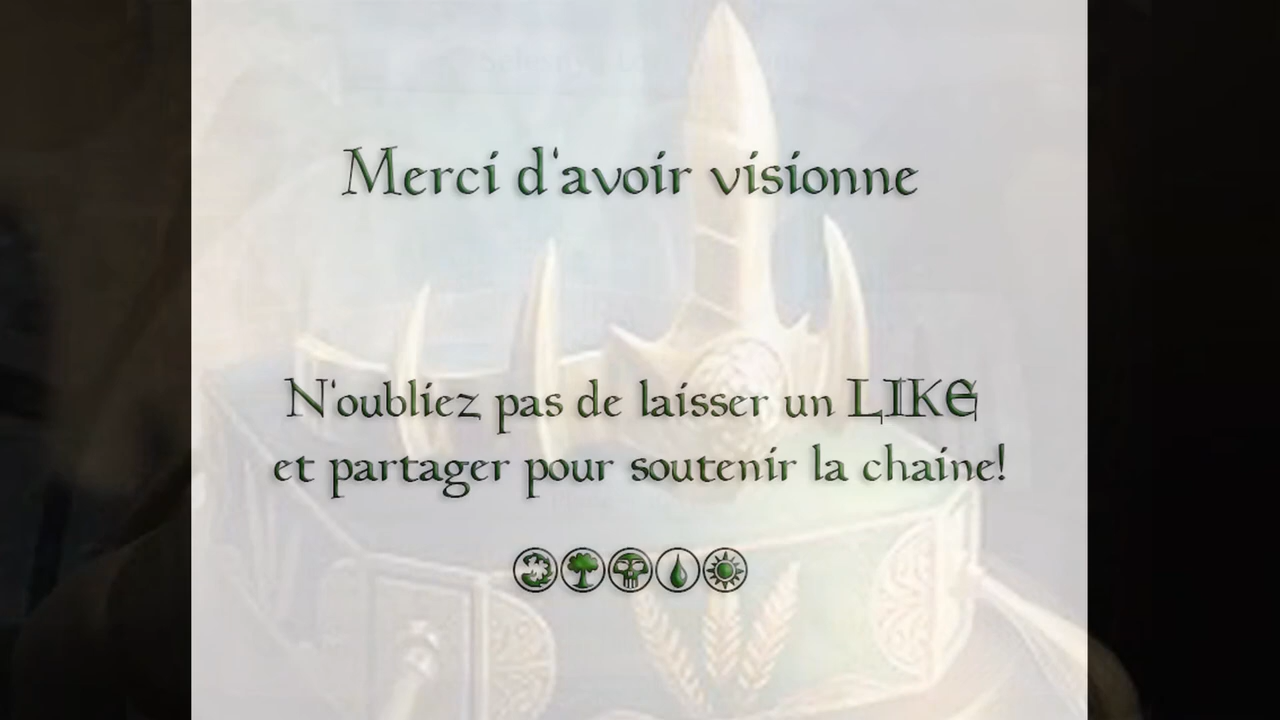 Merci d'avoir visionne
N'oubliez pas de laisser un LIKE
et partager pour soutenir la chaine!